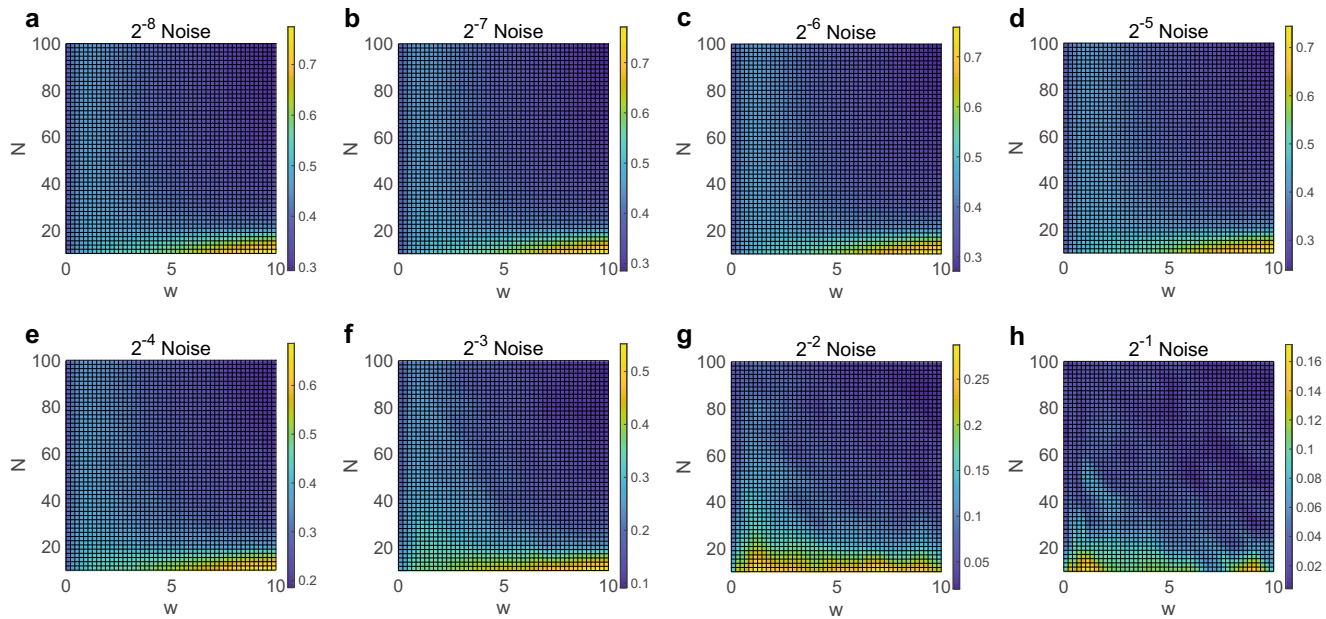 a
2-8 Noise
100
80
60
40
20
N
0 5 10
w
0.7
0.6
0.5
0.4
0.3
b
2-7 Noise
100
80
60
40
20
N
0 5 10
w
0.7
0.6
0.5
0.4
0.3
c
2-6 Noise
100
80
60
40
20
N
0 5 10
w
0.7
0.6
0.5
0.4
0.3
d
2-5 Noise
100
80
60
40
20
N
0 5 10
w
0.7
0.6
0.5
0.4
0.3
e
2-4 Noise
100
80
60
40
20
N
0 5 10
w
0.6
0.5
0.4
0.3
0.2
f
2-3 Noise
100
80
60
40
20
N
0 5 10
w
0.5
0.4
0.3
0.2
0.1
g
2-2 Noise
100
80
60
40
20
N
0 5 10
w
0.25
0.2
0.15
0.1
0.05
h
2-1 Noise
100
80
60
40
20
N
0 5 10
w
0.16
0.14
0.12
0.1
0.08
0.06
0.04
0.02